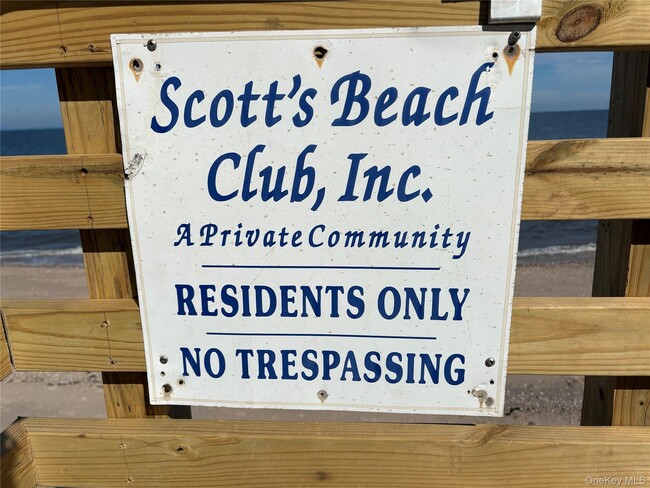 Scott's Beach
Club, Inc.
A Private Community
RESIDENTS ONLY
NO TRESPASSING
OneKey MLS